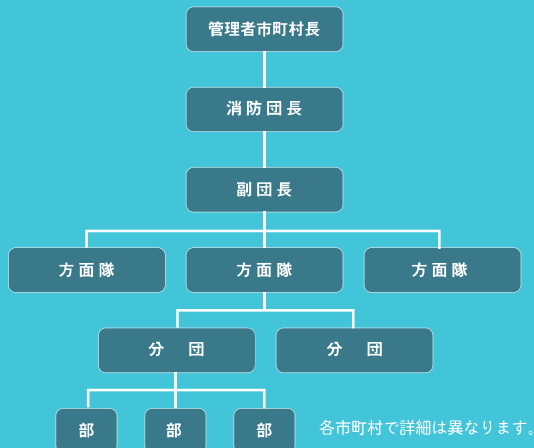 管理者市町村長
消防団長
副団長
方面隊
方面隊
方面隊
分　団
分　団
部
部
部
各市町村で詳細は異なります。